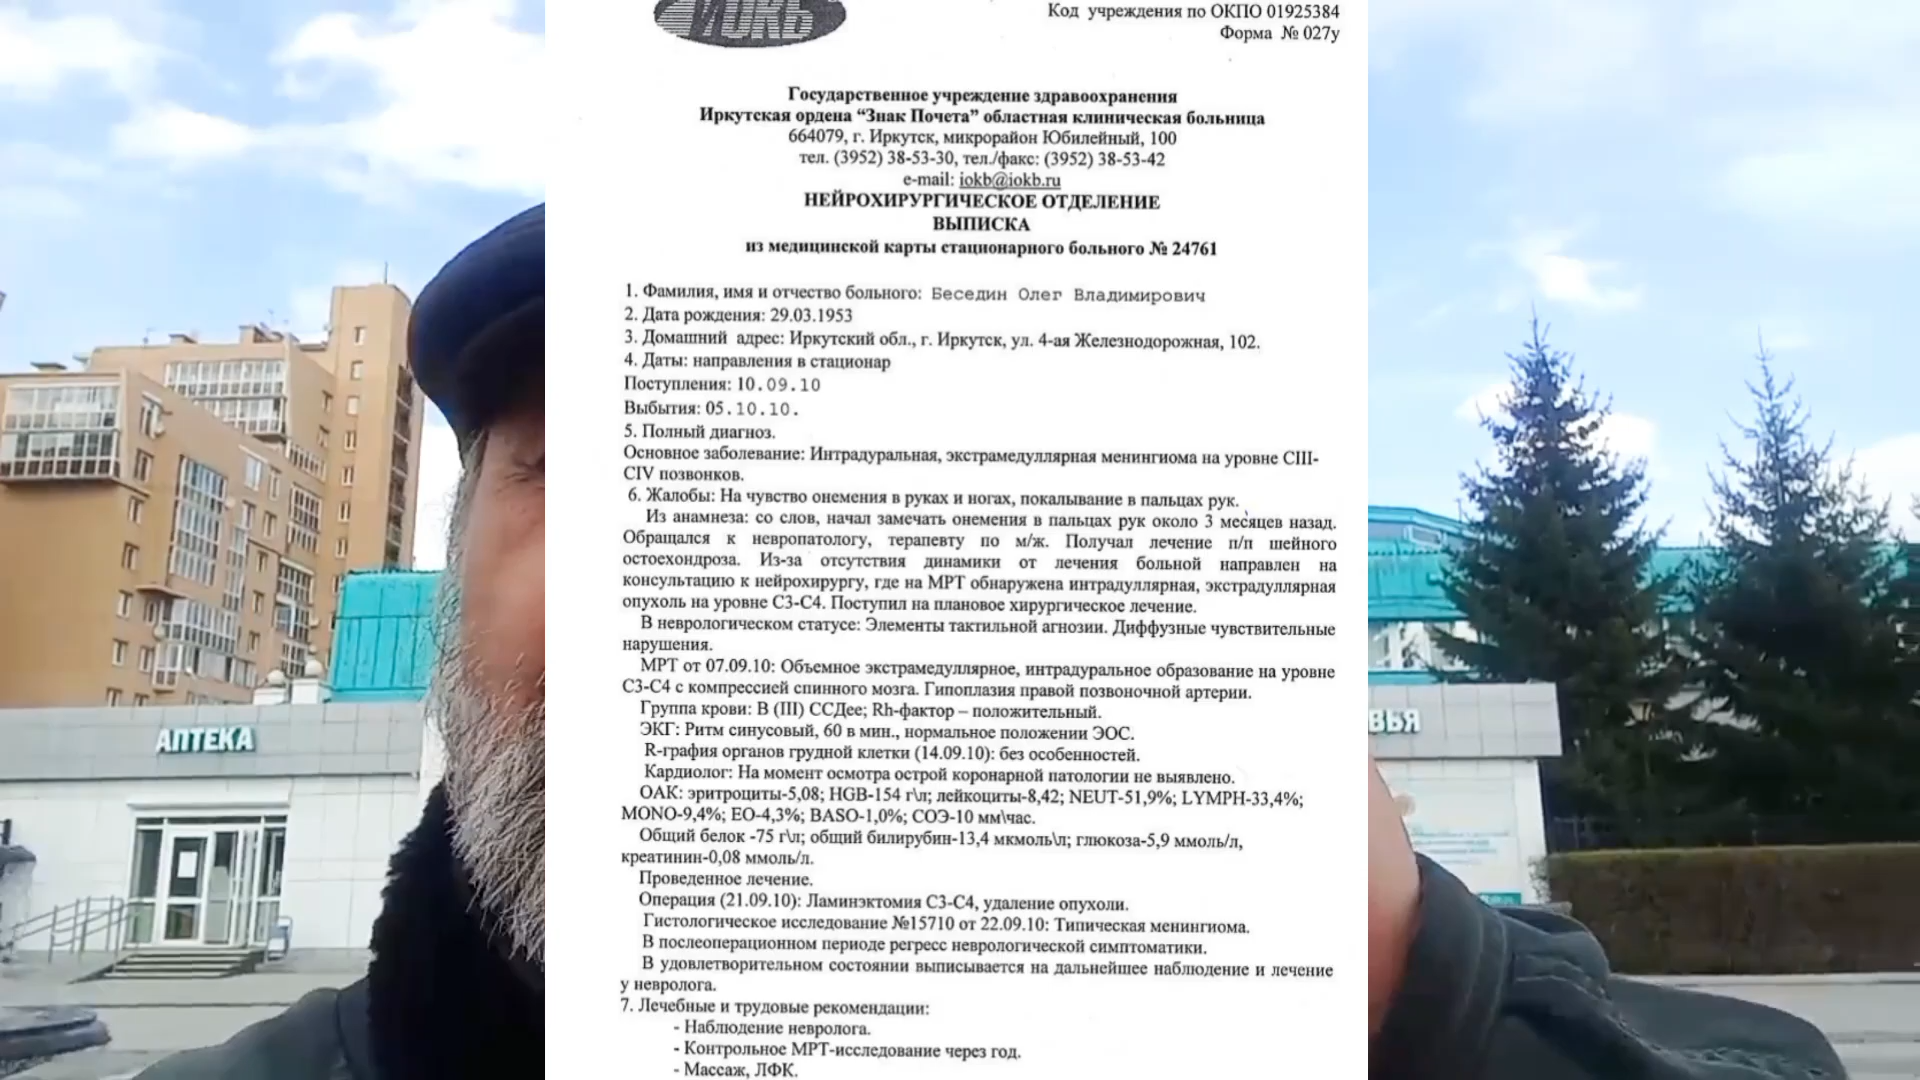 ИОКБ
Код учреждения по ОКПО 01925384
Форма № 027у
Государственное учреждение здравоохранения
Иркутская ордена “Знак Почета” областная клиническая больница
664079, г. Иркутск, микрорайон Юбилейный, 100
тел. (3952) 38-53-30, тел./факс: (3952) 38-53-42
e-mail: iokb@iokb.ru
НЕЙРОХИРУРГИЧЕСКОЕ ОТДЕЛЕНИЕ
ВЫПИСКА
из медицинской карты стационарного больного № 24761
1. Фамилия, имя и отчество больного: Беседин Олег Владимирович
2. Дата рождения: 29.03.1953
3. Домашний адрес: Иркутский обл., г. Иркутск, ул. 4-ая Железнодорожная, 102.
4. Даты: направления в стационар
Поступления: 10.09.10
Выбытия: 05.10.10.
5. Полный диагноз.
Основное заболевание: Интрадуральная, экстрамедуллярная менингиома на уровне CIII-
CIV позвонков.
6. Жалобы: На чувство онемения в руках и ногах, покалывание в пальцах рук.
Из анамнеза: со слов, начал замечать онемения в пальцах рук около 3 месяцев назад.
Обращался к невропатологу, терапевту по м/ж. Получал лечение п/п шейного
остоехондроза. Из-за отсутствия динамики от лечения больной направлен на
консультацию к нейрохирургу, где на МРТ обнаружена интрадуллярная, экстрадуллярная
опухоль на уровне С3-С4. Поступил на плановое хирургическое лечение.
В неврологическом статусе: Элементы тактильной агнозии. Диффузные чувствительные
нарушения.
МРТ от 07.09.10: Объемное экстрамедуллярное, интрадуральное образование на уровне
С3-С4 с компрессией спинного мозга. Гипоплазия правой позвоночной артерии.
Группа крови: В (III) ССДее; Rh-фактор – положительный.
ЭКГ: Ритм синусовый, 60 в мин., нормальное положении ЭОС.
R-графия органов грудной клетки (14.09.10): без особенностей.
Кардиолог: На момент осмотра острой коронарной патологии не выявлено.
ОАК: эритроциты-5,08; HGB-154 г\л; лейкоциты-8,42; NEUT-51,9%; LYMPH-33,4%;
MONO-9,4%; EO-4,3%; BASO-1,0%; СОЭ-10 мм\час.
Общий белок -75 г\л; общий билирубин-13,4 мкмоль\л; глюкоза-5,9 ммоль/л,
креатинин-0,08 ммоль/л.
Проведенное лечение.
Операция (21.09.10): Ламинэктомия С3-С4, удаление опухоли.
Гистологическое исследование №15710 от 22.09.10: Типическая менингиома.
В послеоперационном периоде регресс неврологической симптоматики.
В удовлетворительном состоянии выписывается на дальнейшее наблюдение и лечение
у невролога.
7. Лечебные и трудовые рекомендации:
- Наблюдение невролога.
- Контрольное МРТ-исследование через год.
- Массаж, ЛФК.
АПТЕКА
ВЬЯ